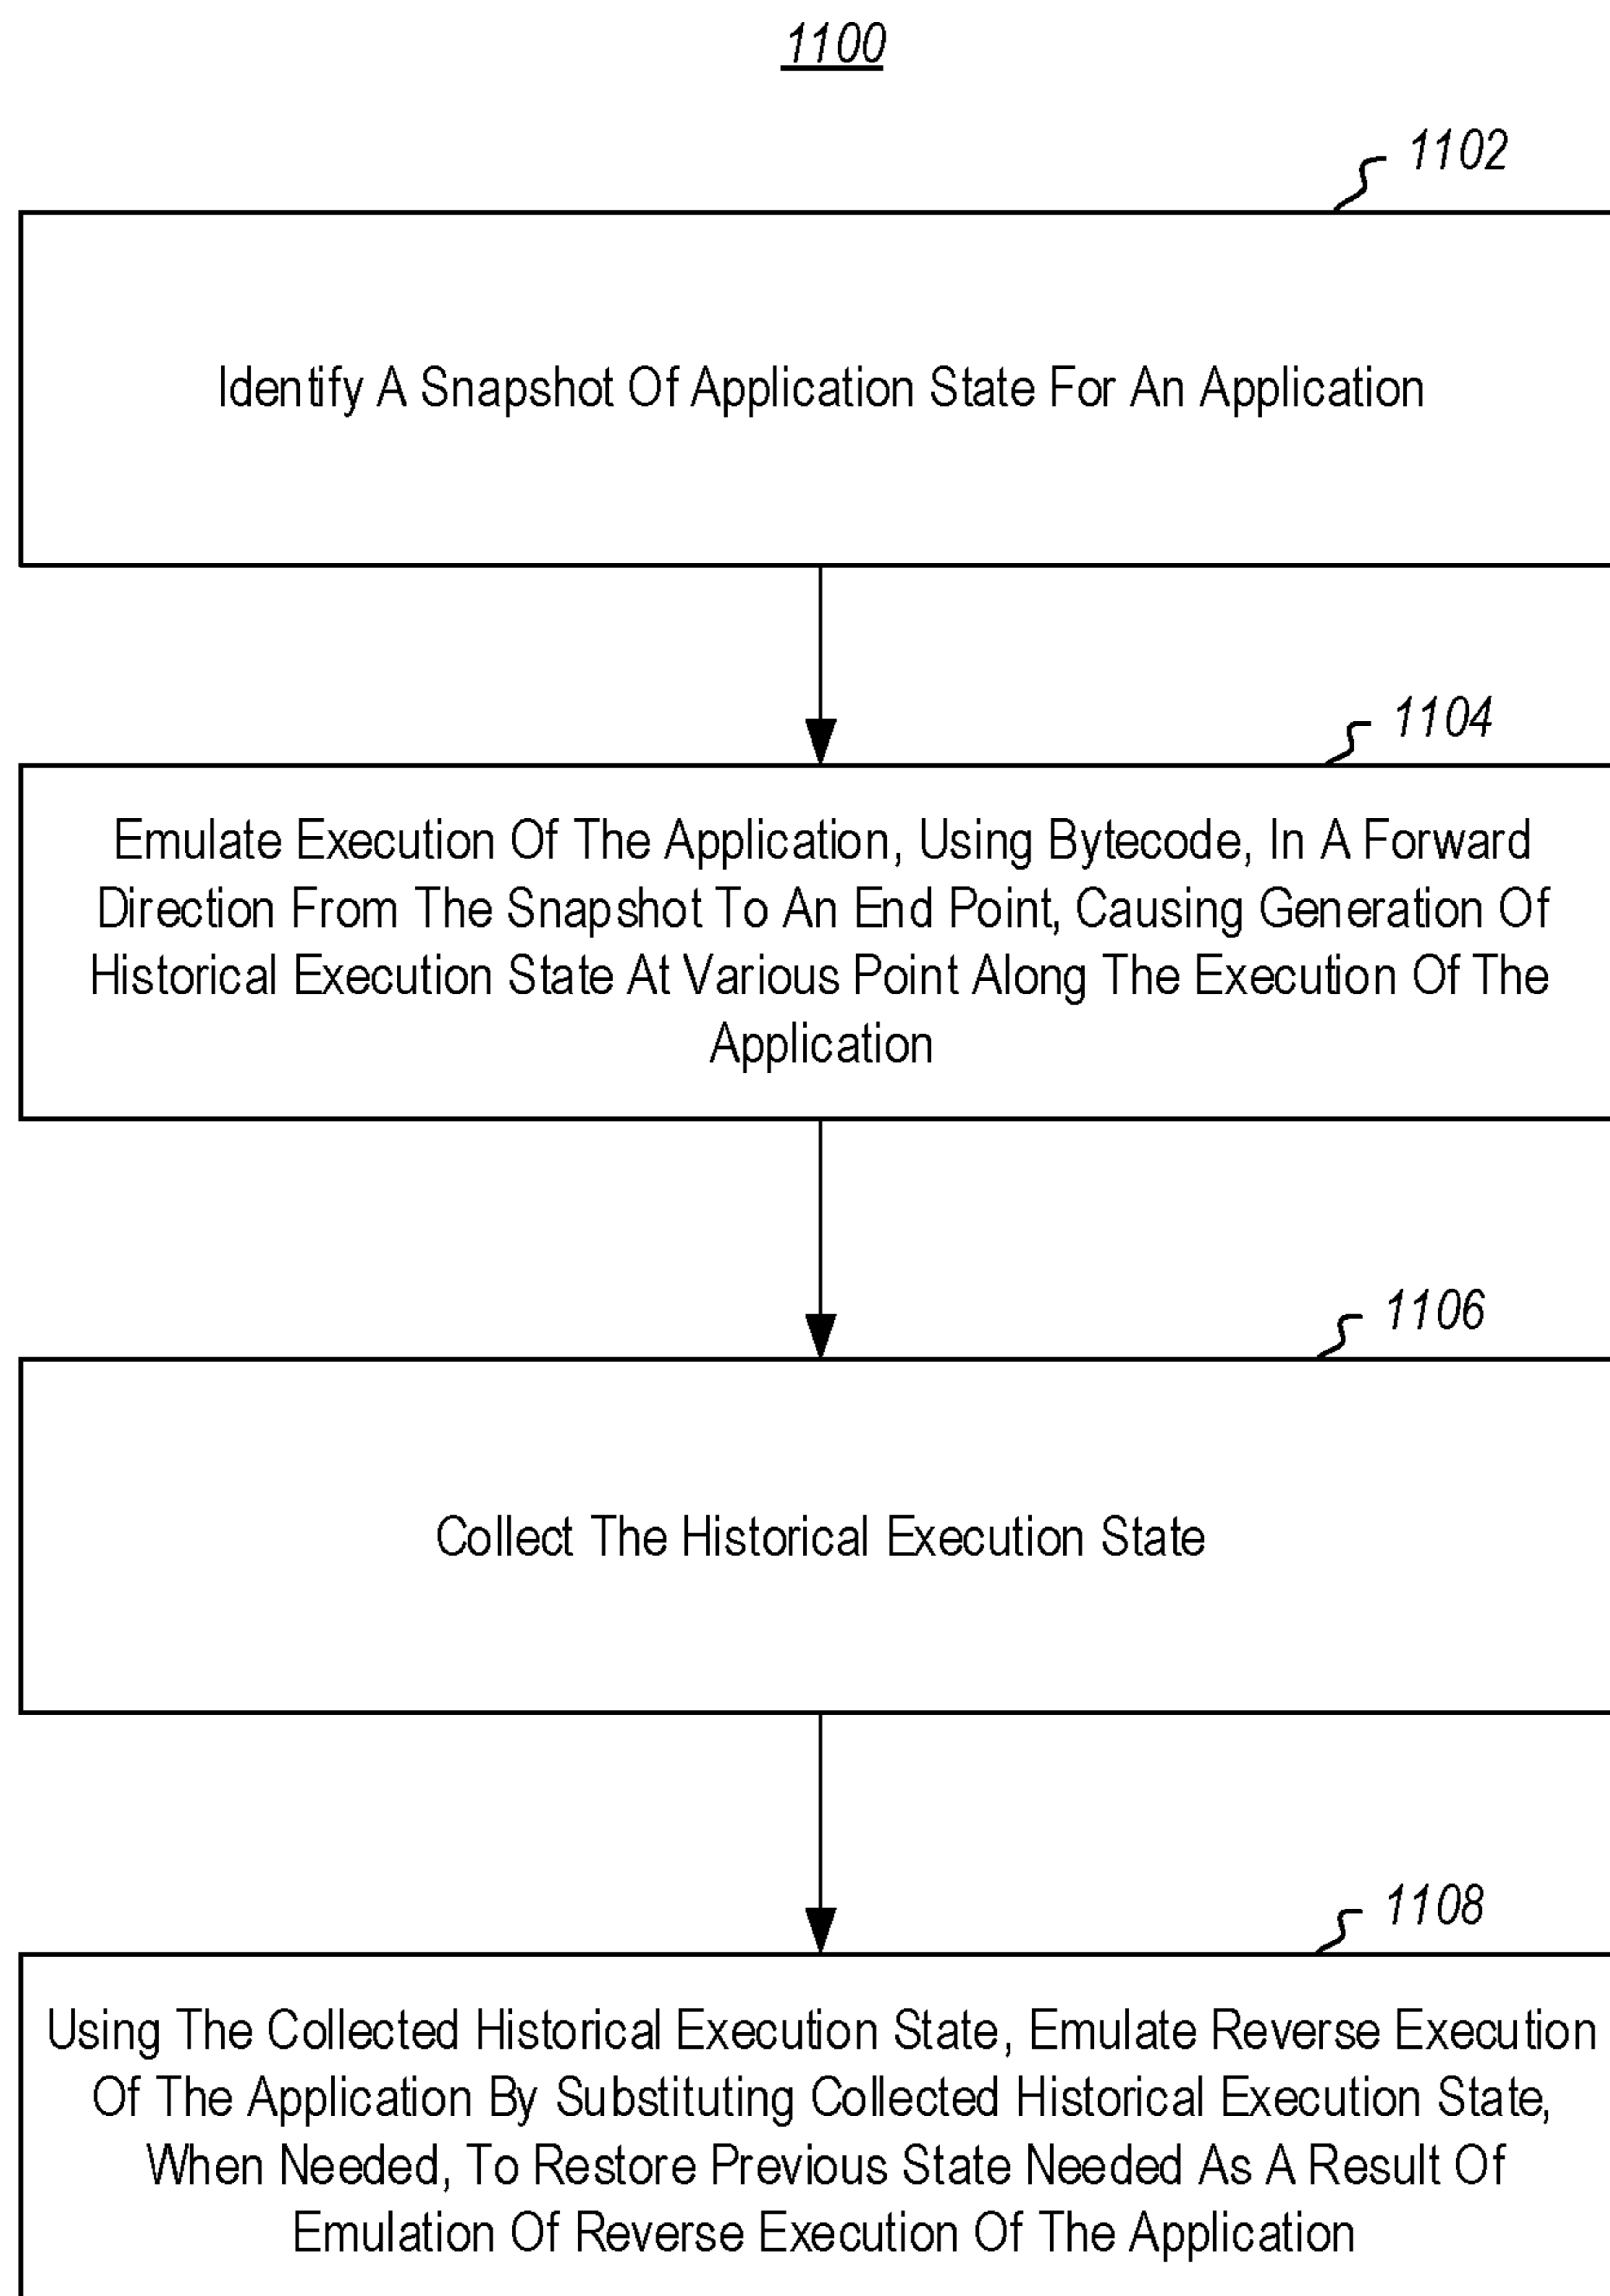 1100
1102
Identify A Snapshot Of Application State For An Application
1104
Emulate Execution Of The Application, Using Bytecode, In A Forward
Direction From The Snapshot To An End Point, Causing Generation Of
Historical Execution State At Various Point Along The Execution Of The
Application
1106
Collect The Historical Execution State
1108
Using The Collected Historical Execution State, Emulate Reverse Execution
Of The Application By Substituting Collected Historical Execution State,
When Needed, To Restore Previous State Needed As A Result Of
Emulation Of Reverse Execution Of The Application